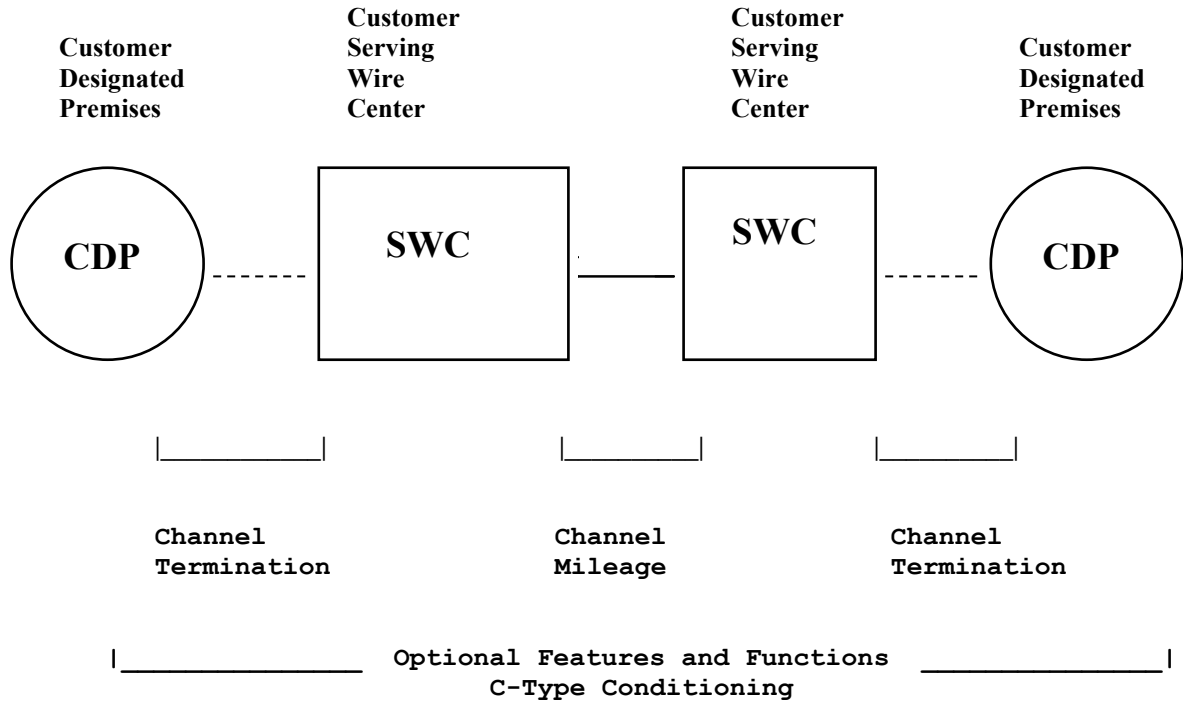 Customer
Designated
Premises
Customer
Serving
Wire
Center
Customer
Serving
Wire
Center
Customer
Designated
Premises
CDP
SWC
SWC
CDP
Channel
Termination
Channel
Mileage
Channel
Termination
Optional Features and Functions
C-Type Conditioning